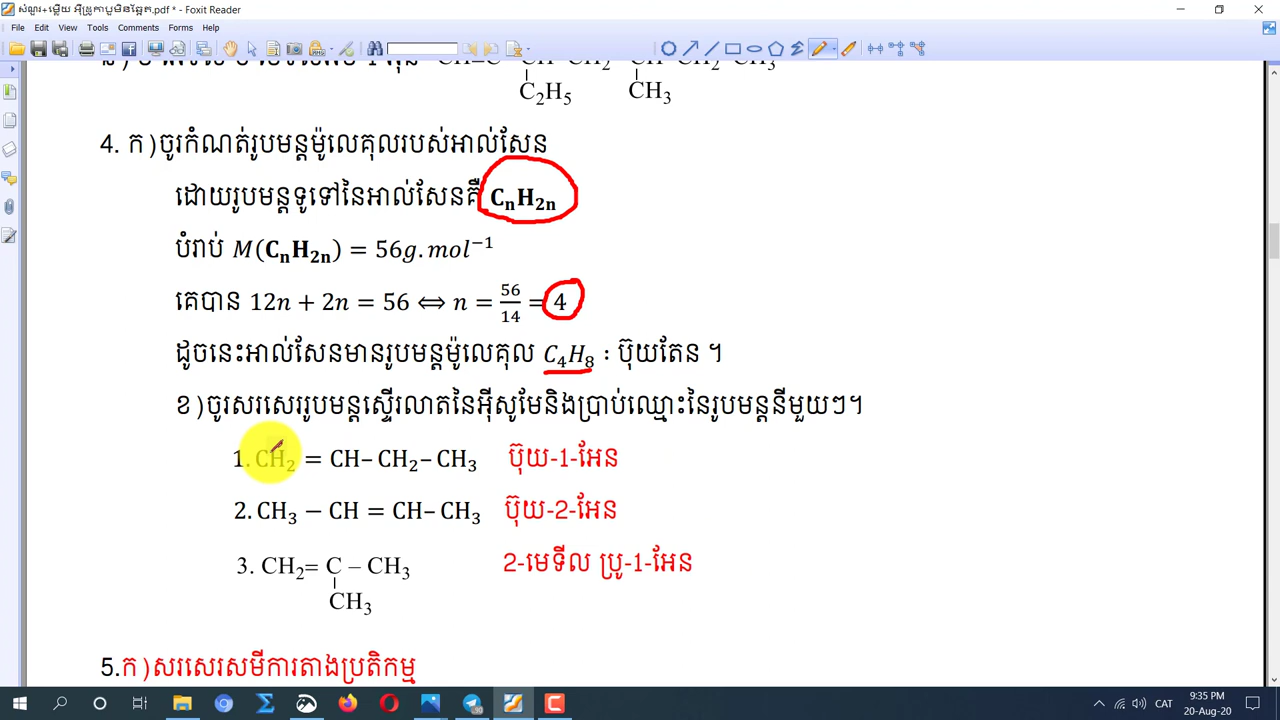 សំណួរ+ម្លើយ អ៊ីដ្រូកាបួមិនឆ្អែត.pdf * - Foxit Reader
File Edit View Tools Comments Forms Help
C₂H₅ CH₃
4. ក)ចូរកំណត់រូបមន្តម៉ូលេគុលរបស់អាល់សែន
ដោយរូបមន្តទូទៅនៃអាល់សែនគឺ CₙH₂ₙ
បំរាប់ M(CₙH₂ₙ) = 56g.mol⁻¹
គេបាន 12n + 2n = 56 ⟺ n = 56/14 = 4
ដូចនេះអាល់សែនមានរូបមន្តម៉ូលេគុល C₄H₈ : ប៊ុយតែន ។
ខ)ចូរសរសេររូបមន្តស្ទើរលាតនៃអ៊ីសូមែនិងប្រាប់ឈ្មោះនៃរូបមន្តនីមួយៗ។
1. CH₂ = CH– CH₂– CH₃ ប៊ុយ-1-អែន
2. CH₃ − CH = CH– CH₃ ប៊ុយ-2-អែន
3. CH₂= C – CH₃ 2-មេទីល ប្រូ-1-អែន
CH₃
5.ក)សរសេរសមីការតាងប្រតិកម្ម
9:35 PM
CAT
20-Aug-20